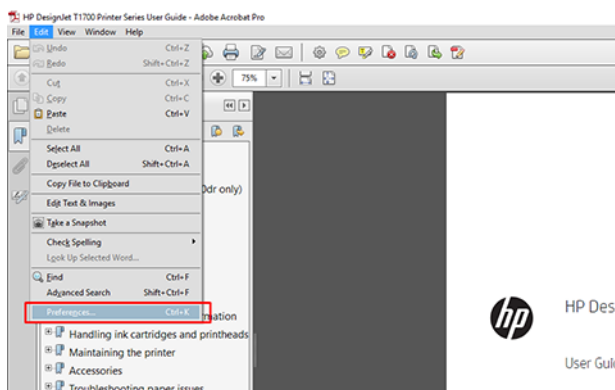 HP DesignJet T1700 Printer Series User Guide - Adobe Acrobat Pro
File Edit View Window Help
Undo Ctrl+Z
Redo Shift+Ctrl+Z
Cut Ctrl+X
75%
Copy Ctrl+C
Paste Ctrl+V
Delete
Select All Ctrl+A
Deselect All Shift+Ctrl+A
Copy File to Clipboard
0dr only)
Edit Text & Images
Take a Snapshot
Check Spelling
Look Up Selected Word...
Find Ctrl+F
Advanced Search Shift+Ctrl+F
Preferences... Ctrl+K
mation
Handling ink cartridges and printheads
Maintaining the printer
Accessories
Troubleshooting paper issues
hp
HP Des
User Gui